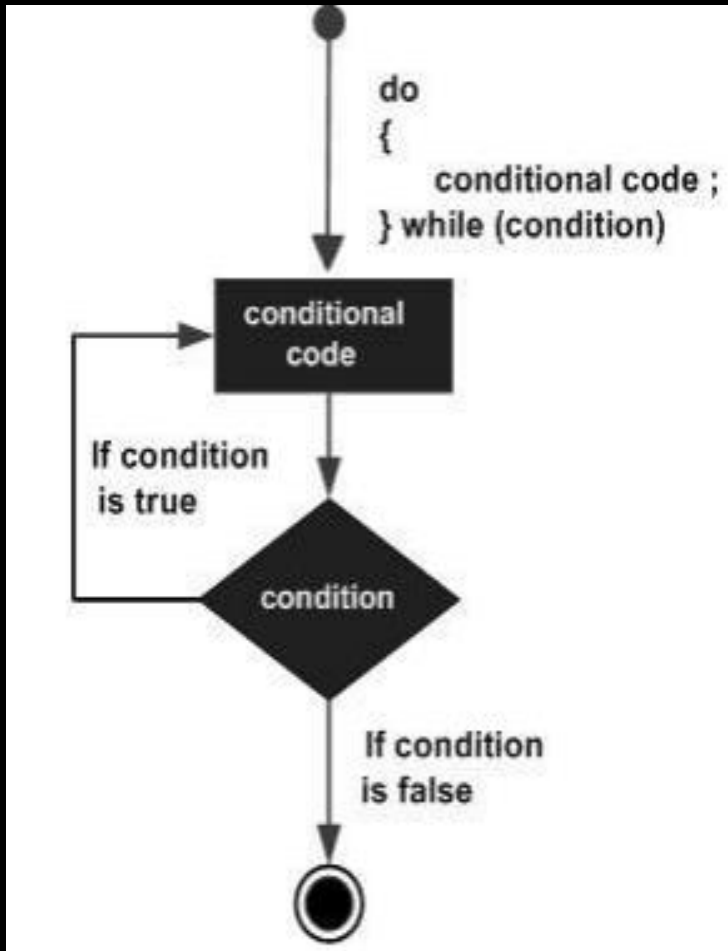 do
{
conditional code ;
} while (condition)
conditional
code
If condition
is true
condition
If condition
is false